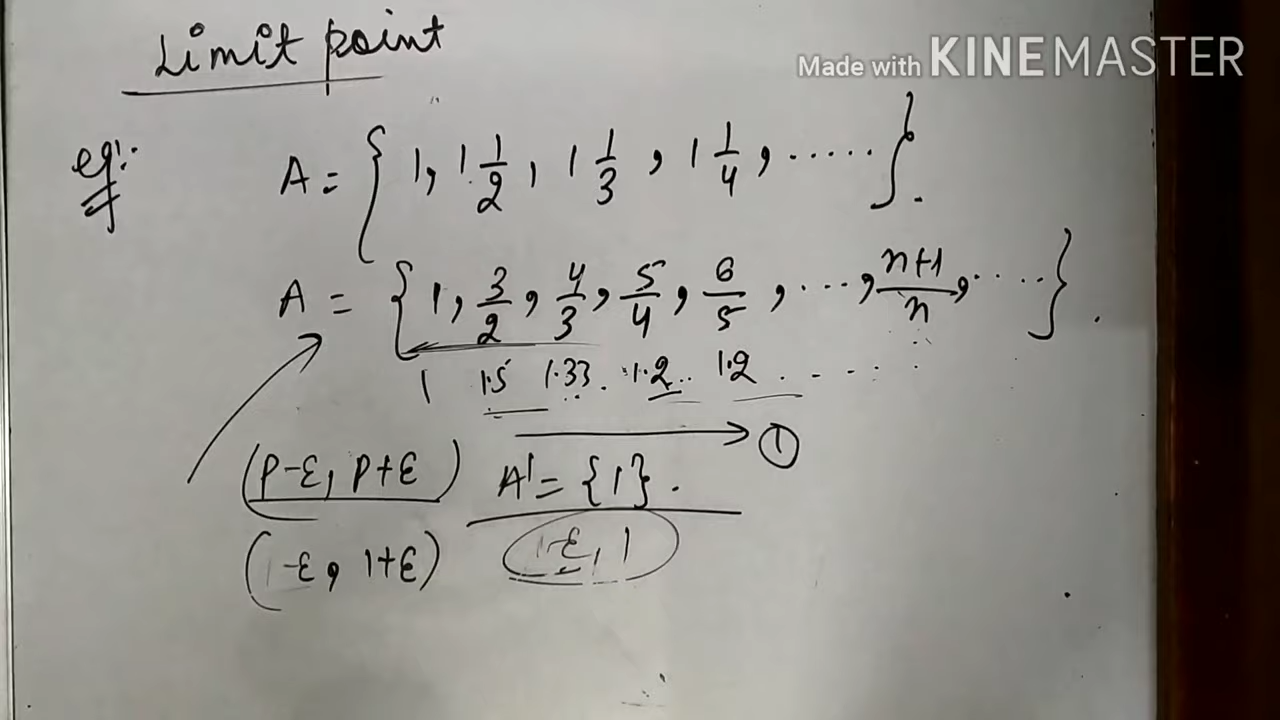 Limit point
Made with KINEMASTER
eg:-
A = { 1, 1 1/2, 1 1/3, 1 1/4, ..... }.
A = { 1, 3/2, 4/3, 5/4, 6/5, ..., n+1/n, .... }.
1 1.5 1.33. 1.2.. 1.2 . . . . .
→ ①
(P-ε, P+ε) A' = {1}.
(1-ε, 1+ε) 1-ε, 1